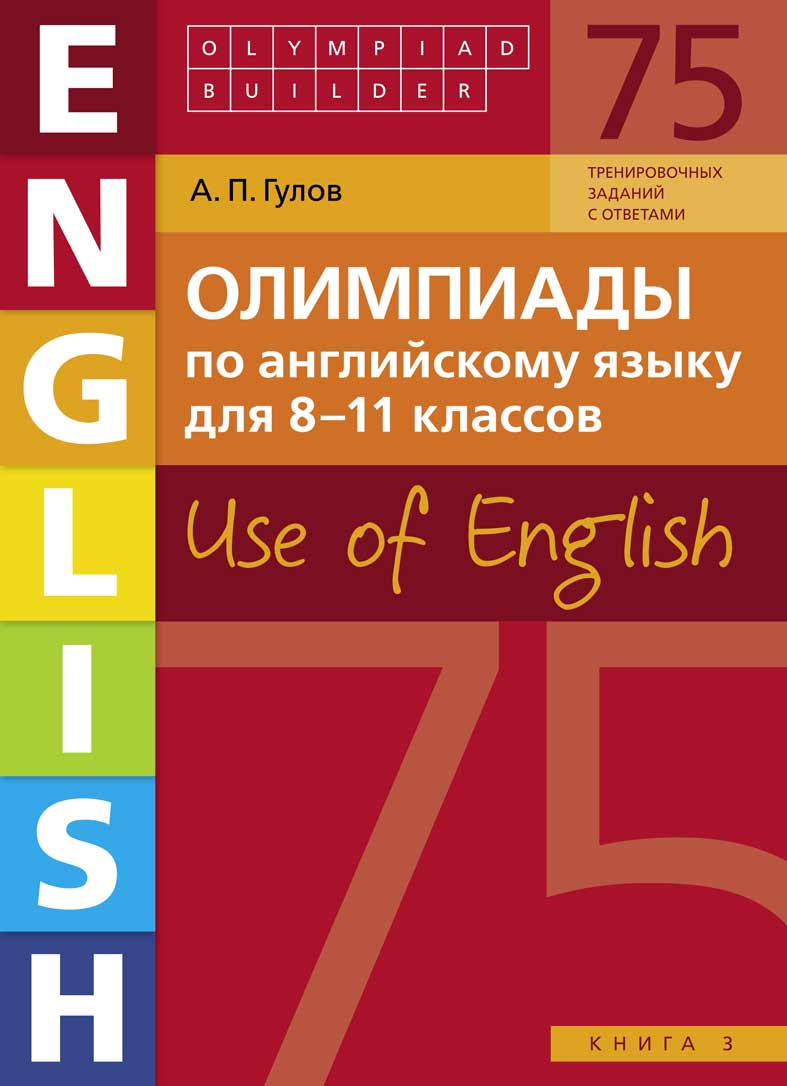 ENGLISH
OLYMPIAD
BUILDER
75
ТРЕНИРОВОЧНЫХ
ЗАДАНИЙ
С ОТВЕТАМИ
А. П. Гулов
ОЛИМПИАДЫ
по английскому языку
для 8–11 классов
Use of English
75
КНИГА 3